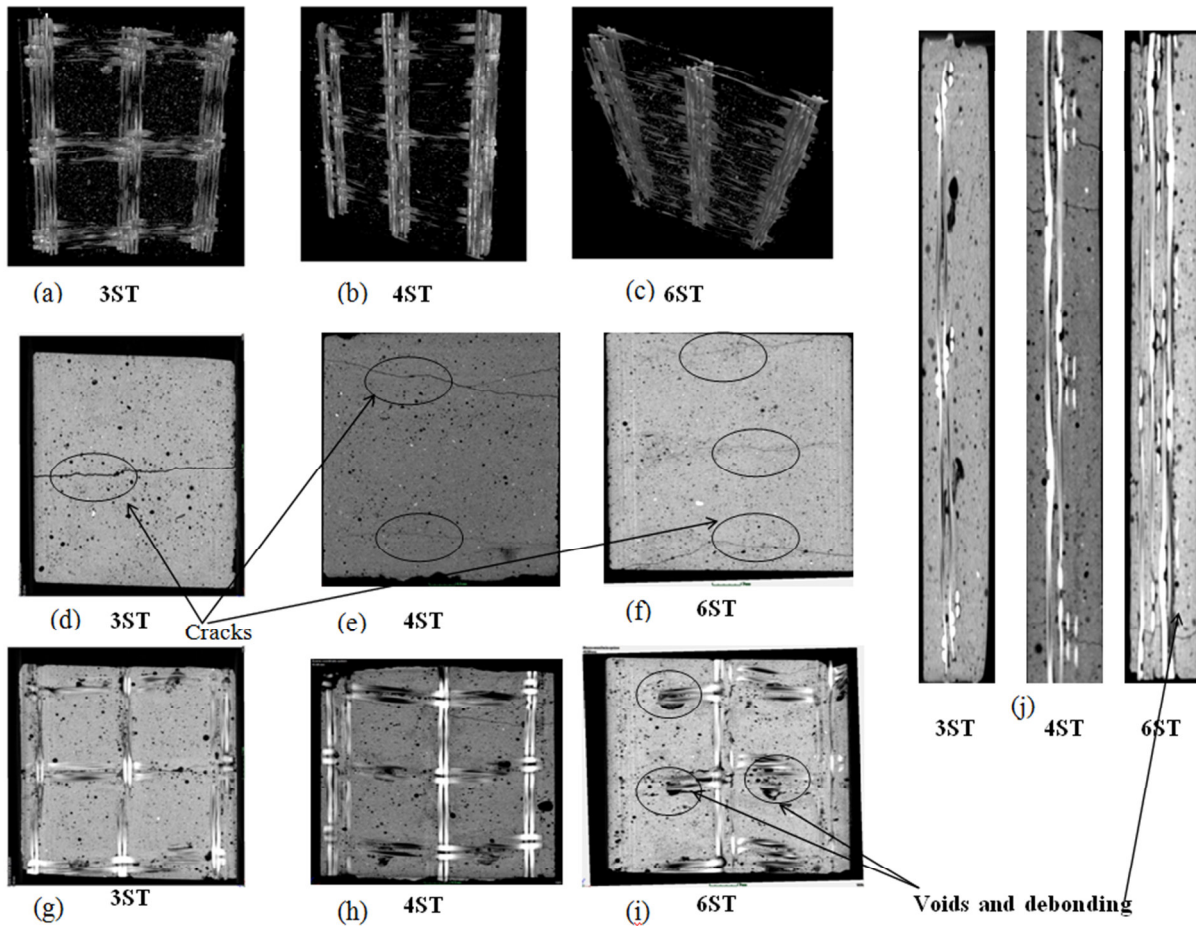 (a) 3ST
(b) 4ST
(c) 6ST
(d) 3ST
Cracks
(e) 4ST
(f) 6ST
(g) 3ST
(h) 4ST
(i) 6ST
(j)
3ST 4ST 6ST
Voids and debonding